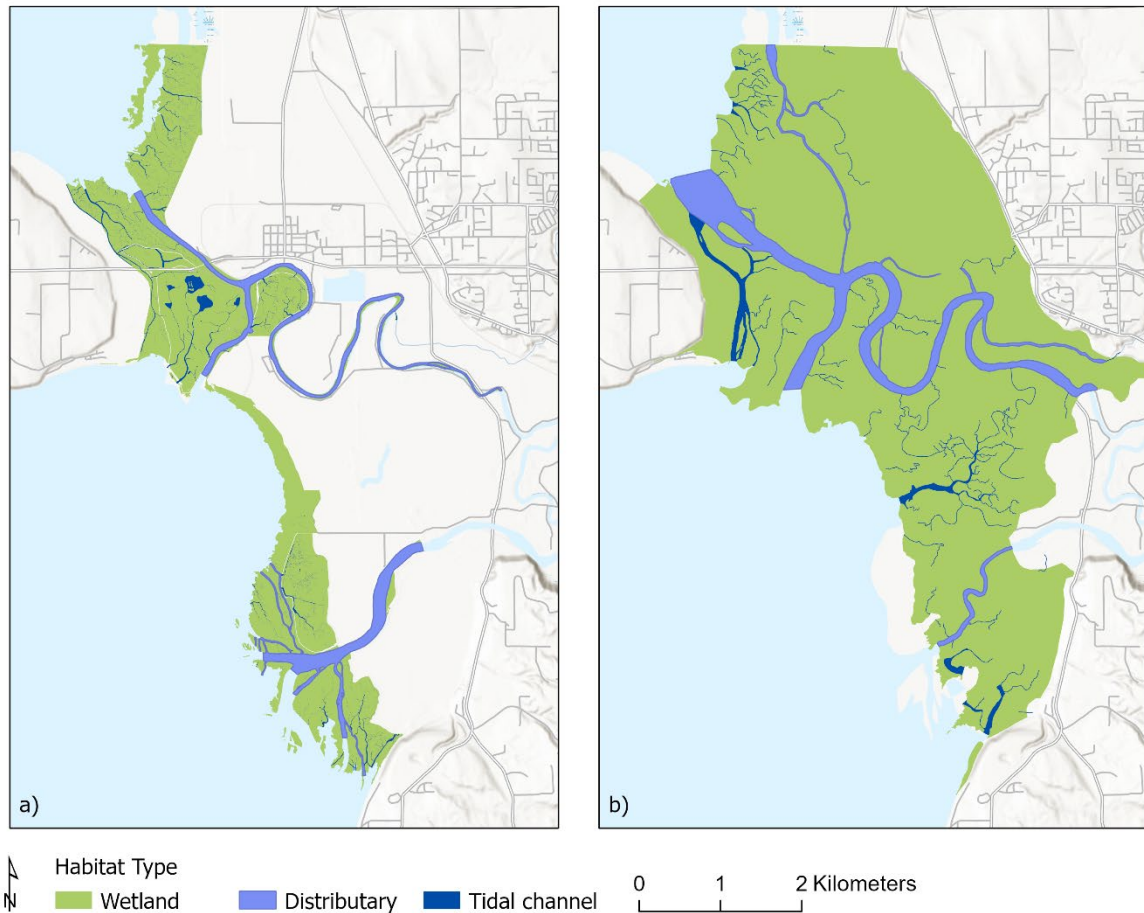 a)
b)
N
Habitat Type
Wetland
Distributary
Tidal channel
0 1 2 Kilometers